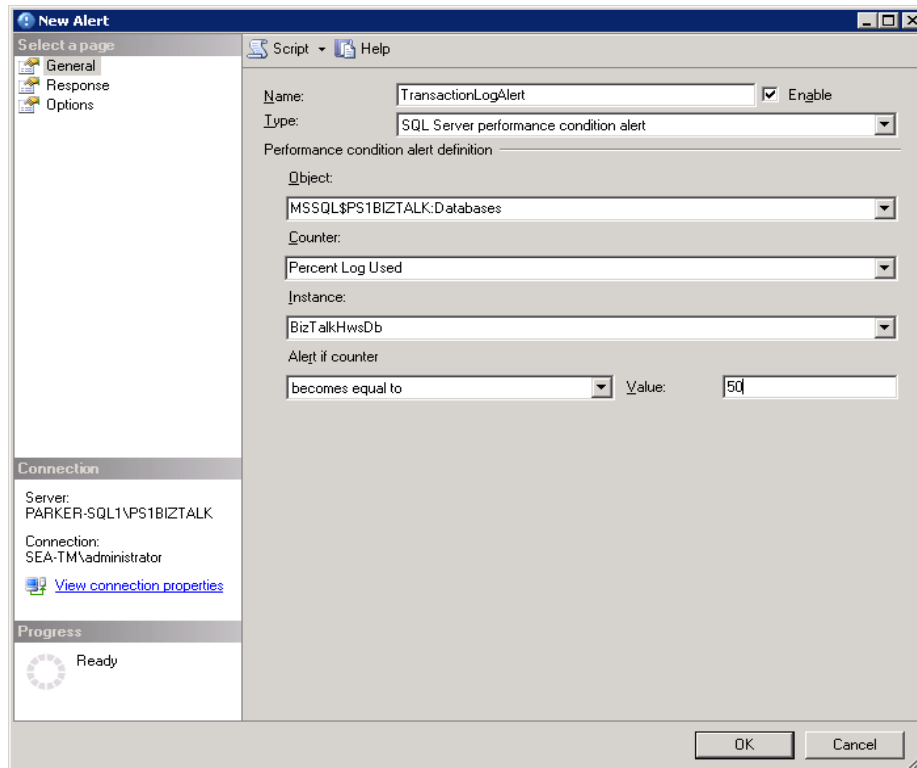 New Alert
Select a page
General
Response
Options
Script
Help
Name:
TransactionLogAlert
Enable
Type:
SQL Server performance condition alert
Performance condition alert definition
Object:
MSSQL$PS1BIZTALK:Databases
Counter:
Percent Log Used
Instance:
BizTalkHwsDb
Alert if counter
becomes equal to
Value:
50
Connection
Server:
PARKER-SQL1\PS1BIZTALK
Connection:
SEA-TM\administrator
View connection properties
Progress
Ready
OK
Cancel